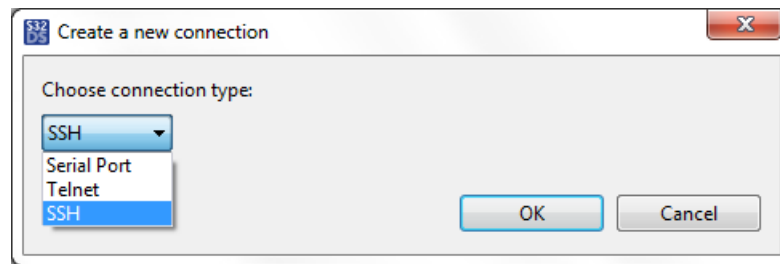 S32
DS
Create a new connection
X
Choose connection type:
SSH
Serial Port
Telnet
SSH
OK Cancel